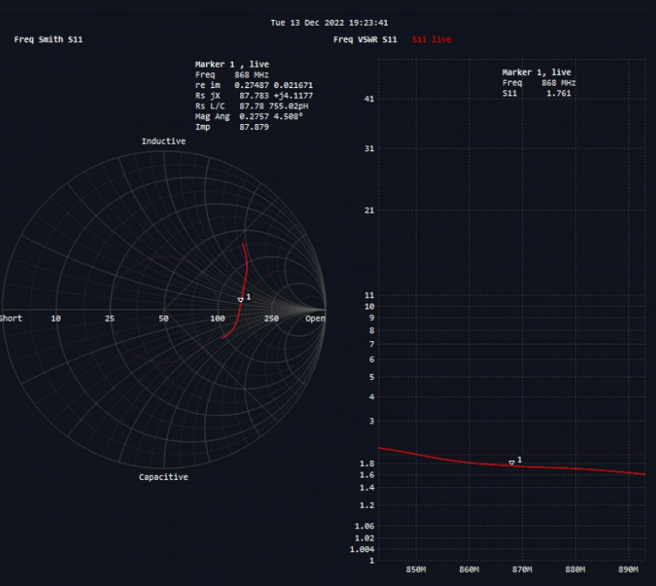 Tue 13 Dec 2022 19:23:41
Freq Smith S11
Marker 1 , live
Freq 868 MHz
re im 0.27487 0.021671
Rs jX 87.783 +j4.1177
Rs L/C 87.78 755.02pH
Mag Ang 0.2757 4.508°
Imp 87.879
Inductive
1
Short 10 25 50 100 250 Open
Capacitive
Freq VSWR S11 S11 live
Marker 1, live
Freq 868 MHz
S11 1.761
41
31
21
11
10
9
8
7
6
5
4
3
1
1.8
1.6
1.4
1.2
1.06
1.02
1.004
1
850M 860M 870M 880M 890M